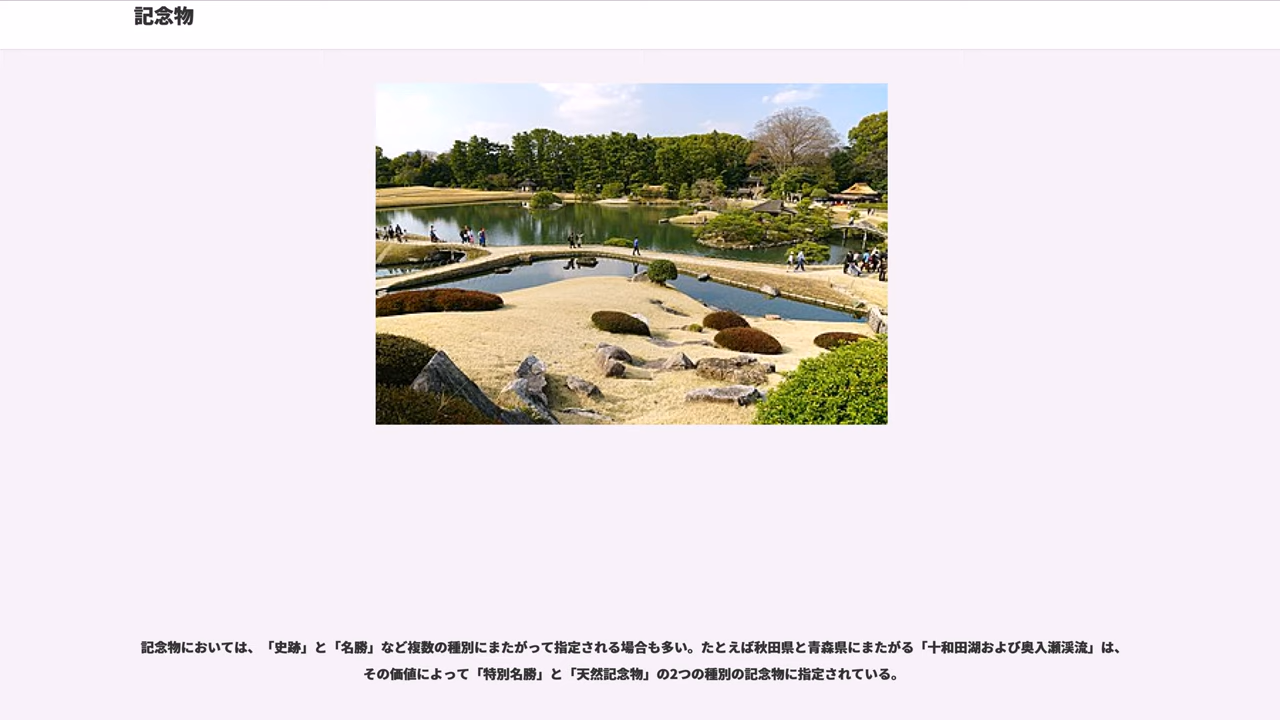 記念物
記念物においては、「史跡」と「名勝」など複数の種別にまたがって指定される場合も多い。たとえば秋田県と青森県にまたがる「十和田湖および奥入瀬渓流」は、
その価値によって「特別名勝」と「天然記念物」の2つの種別の記念物に指定されている。